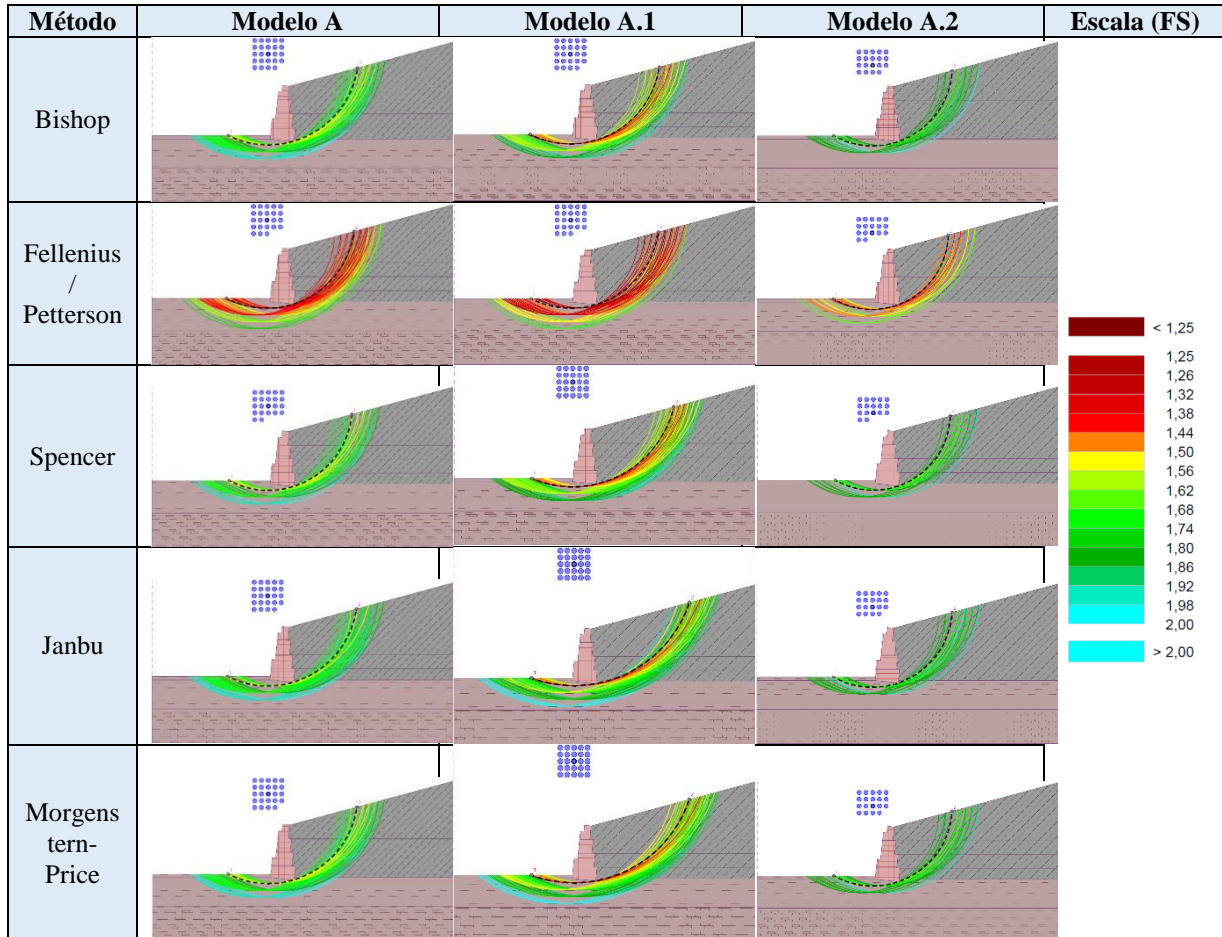 Método
Modelo A
Modelo A.1
Modelo A.2
Escala (FS)
Bishop
Fellenius
/
Petterson
Spencer
Janbu
Morgens
tern-
Price
< 1,25
1,25
1,26
1,32
1,38
1,44
1,50
1,56
1,62
1,68
1,74
1,80
1,86
1,92
1,98
2,00
> 2,00